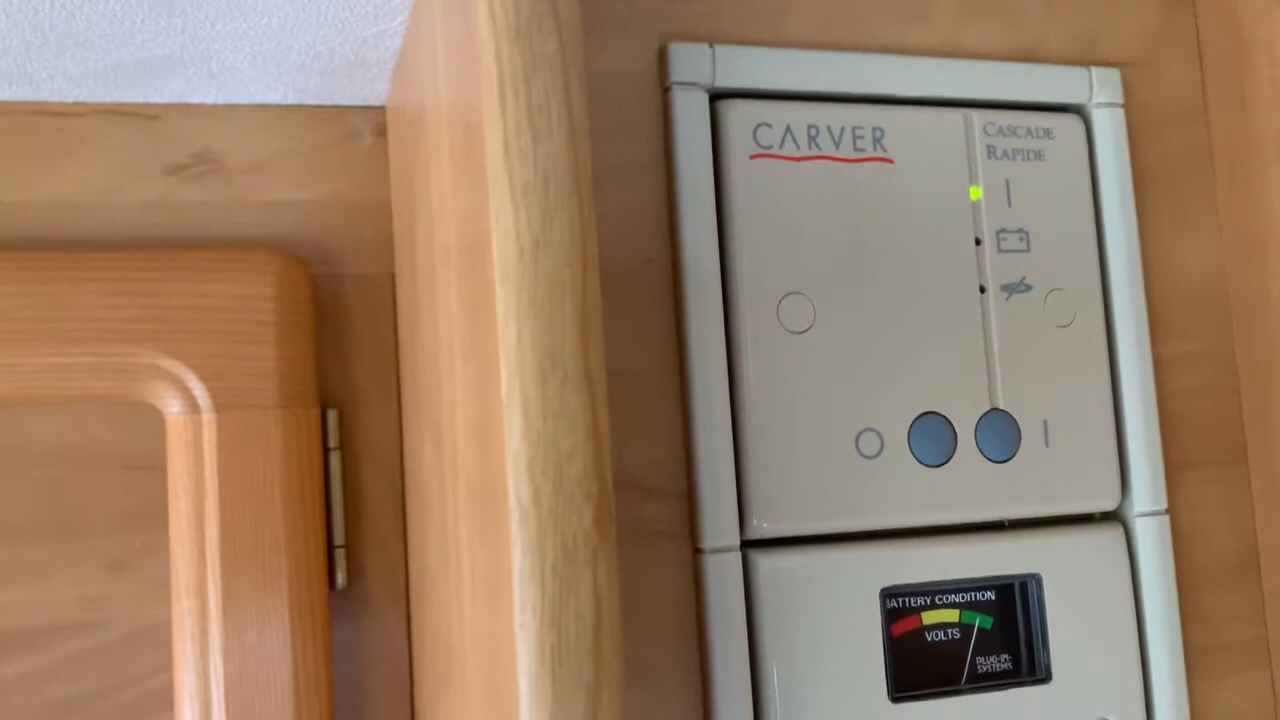 CARVER
CASCADE
RAPIDE
BATTERY CONDITION
VOLTS
PLUG-IN-
SYSTEMS